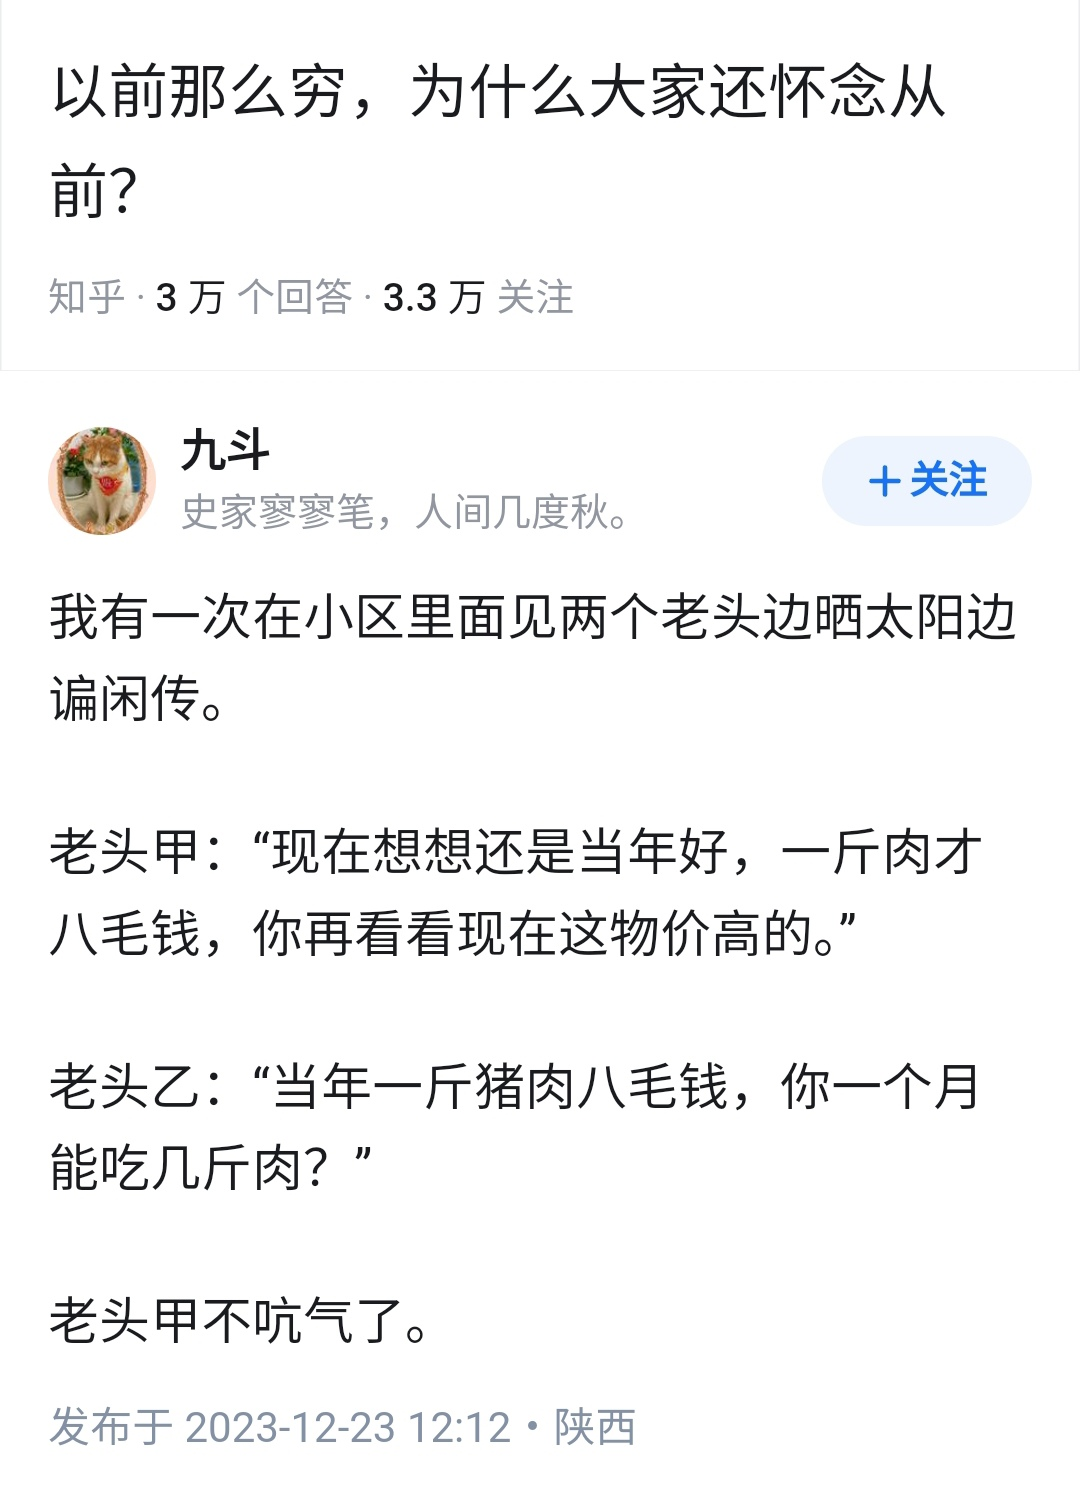 以前那么穷，为什么大家还怀念从
前？
知乎 · 3 万 个回答 · 3.3 万 关注
九斗
史家寥寥笔，人间几度秋。
+ 关注
我有一次在小区里面见两个老头边晒太阳边
谝闲传。
老头甲：“现在想想还是当年好，一斤肉才
八毛钱，你再看看现在这物价高的。”
老头乙：“当年一斤猪肉八毛钱，你一个月
能吃几斤肉？”
老头甲不吭气了。
发布于 2023-12-23 12:12 · 陕西